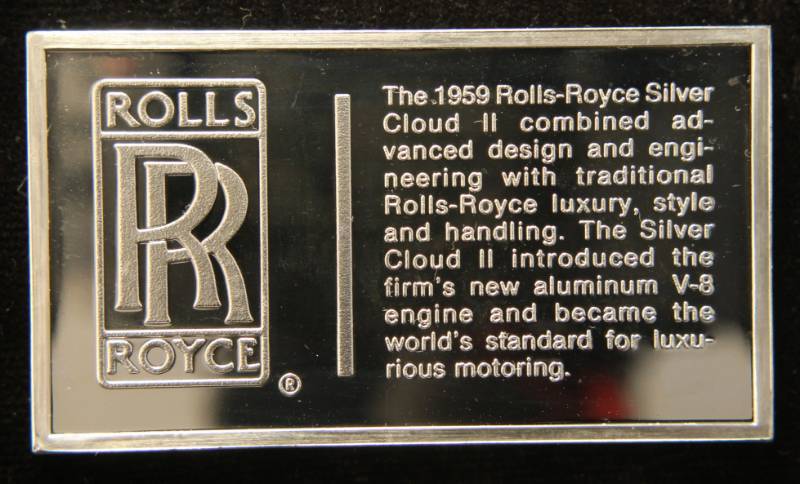 ROLLS
RR
ROYCE
®
The 1959 Rolls-Royce Silver
Cloud II combined ad-
vanced design and engi-
neering with traditional
Rolls-Royce luxury, style
and handling. The Silver
Cloud II introduced the
firm's new aluminum V-8
engine and became the
world's standard for luxu-
rious motoring.